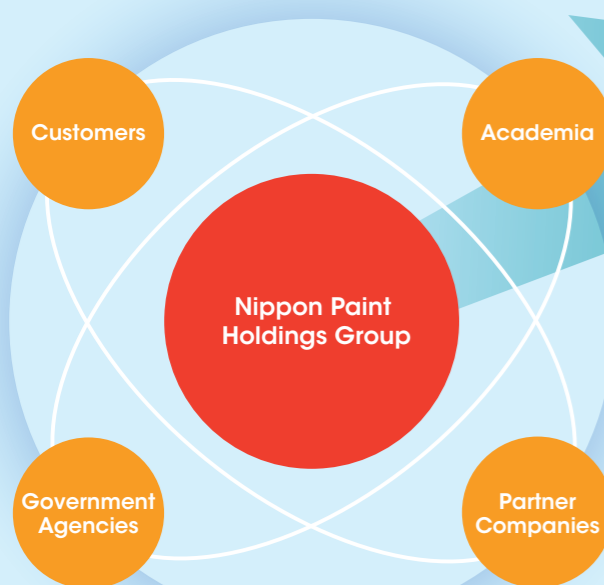 Customers
Academia
Nippon Paint
Holdings Group
Government
Agencies
Partner
Companies